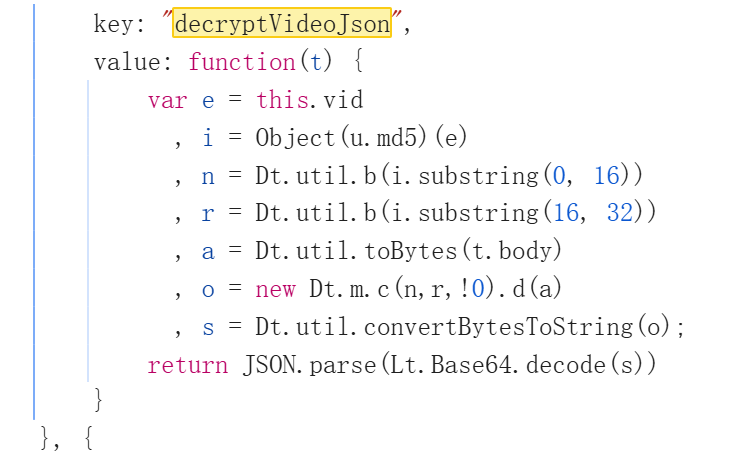 key: "decryptVideoJson",
value: function(t) {
var e = this.vid
, i = Object(u.md5)(e)
, n = Dt.util.b(i.substring(0, 16))
, r = Dt.util.b(i.substring(16, 32))
, a = Dt.util.toBytes(t.body)
, o = new Dt.m.c(n,r,!0).d(a)
, s = Dt.util.convertBytesToString(o);
return JSON.parse(Lt.Base64.decode(s))
}
}, {